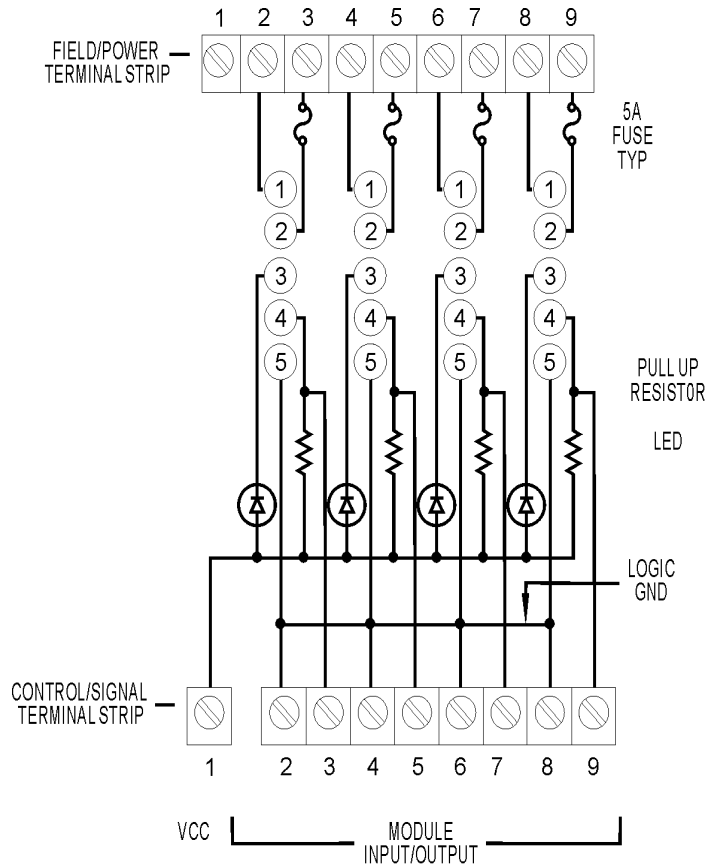 1 2 3 4 5 6 7 8 9
FIELD/POWER
TERMINAL STRIP
5A
FUSE
TYP
1 1 1 1
2 2 2 2
3 3 3 3
4 4 4 4
5 5 5 5
PULL UP
RESISTOR
LED
LOGIC
GND
CONTROL/SIGNAL
TERMINAL STRIP
1 2 3 4 5 6 7 8 9
VCC
MODULE
INPUT/OUTPUT